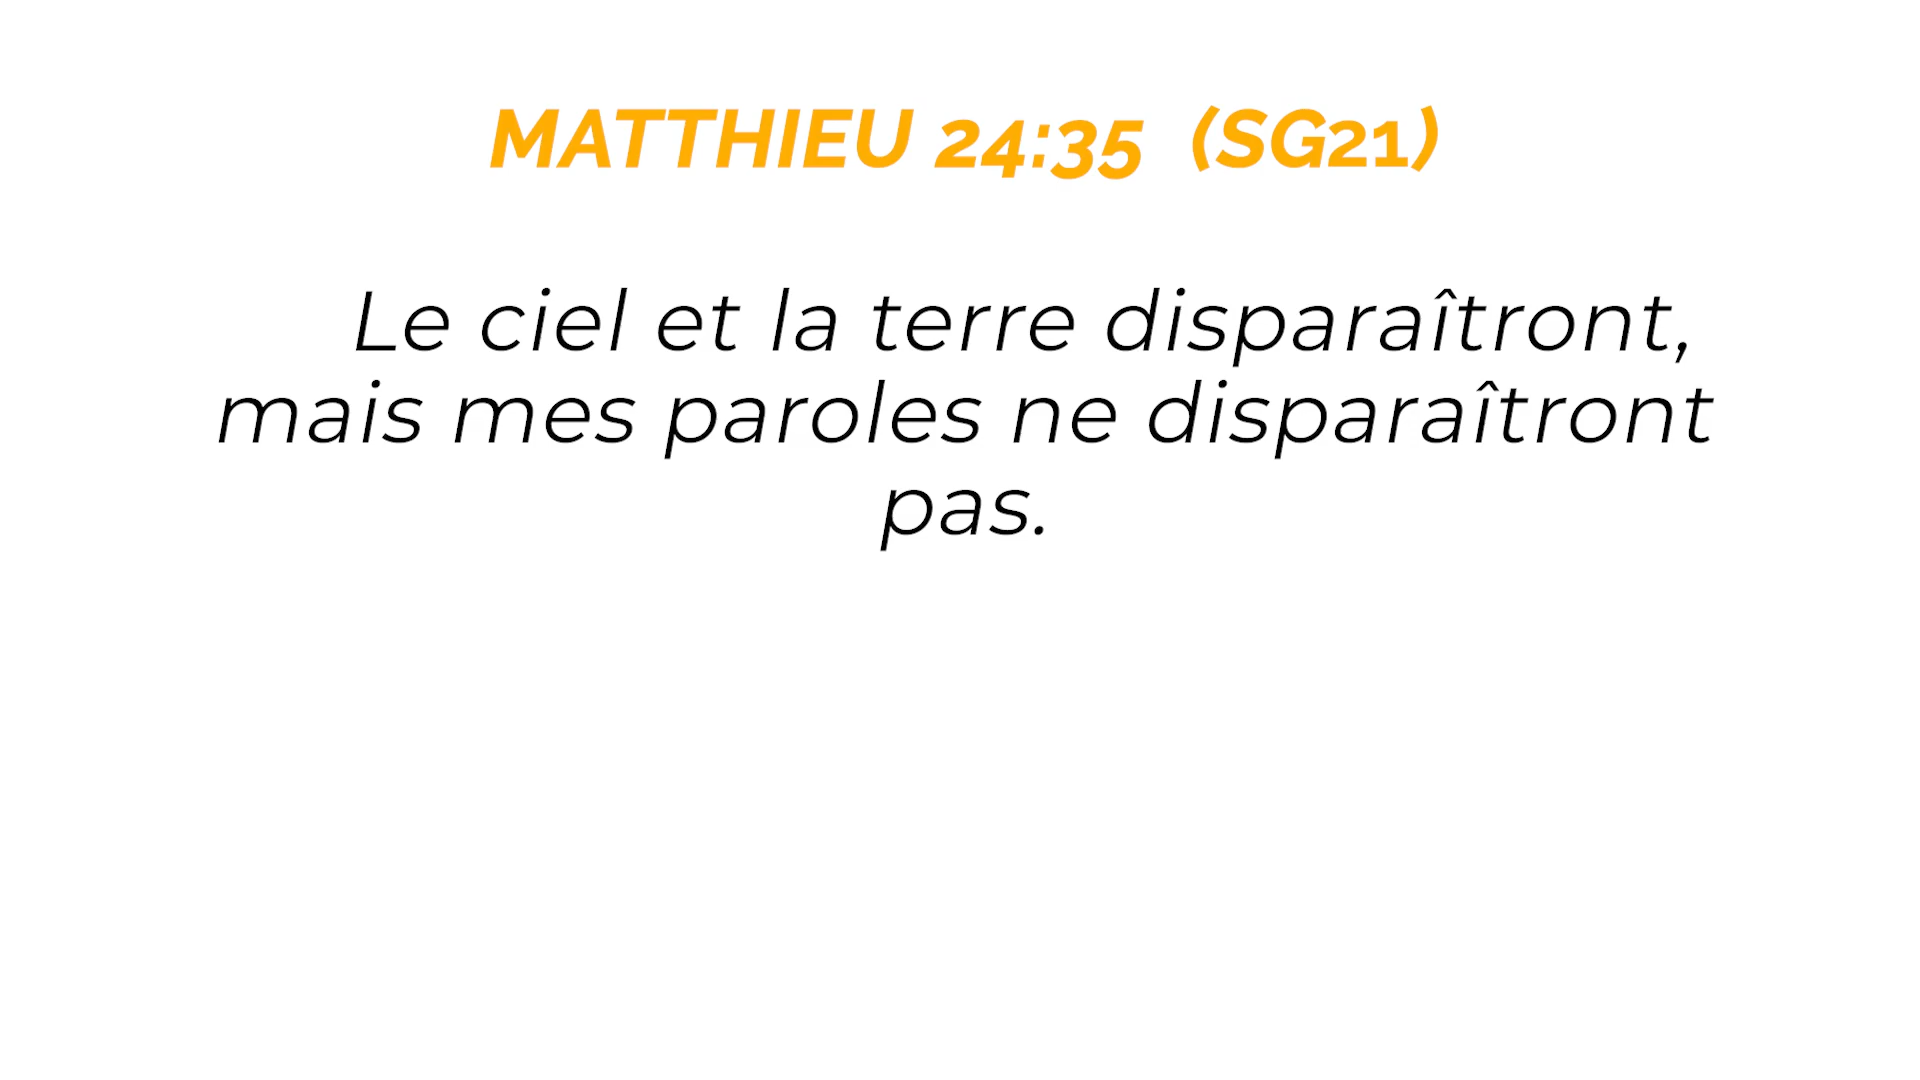 MATTHIEU 24:35 (SG21)
Le ciel et la terre disparaîtront,
mais mes paroles ne disparaîtront
pas.